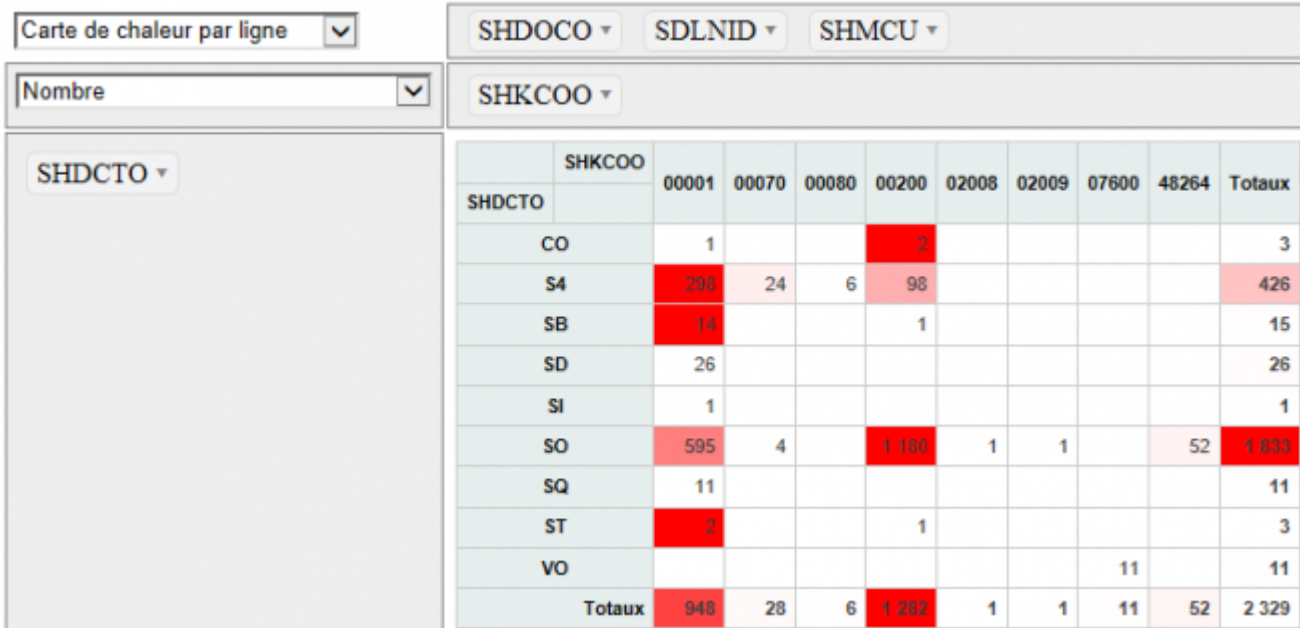 Carte de chaleur par ligne SHDOCO SDLNID SHMCU
Nombre SHKCOO
SHDCTO
SHKCOO 00001 00070 00080 00200 02008 02009 07600 48264 Totaux
SHDCTO
CO 1 2 3
S4 298 24 6 98 426
SB 14 1 15
SD 26 26
SI 1 1
SO 595 4 1 180 1 1 52 1 833
SQ 11 11
ST 2 1 3
VO 11 11
Totaux 948 28 6 1 282 1 1 11 52 2 329